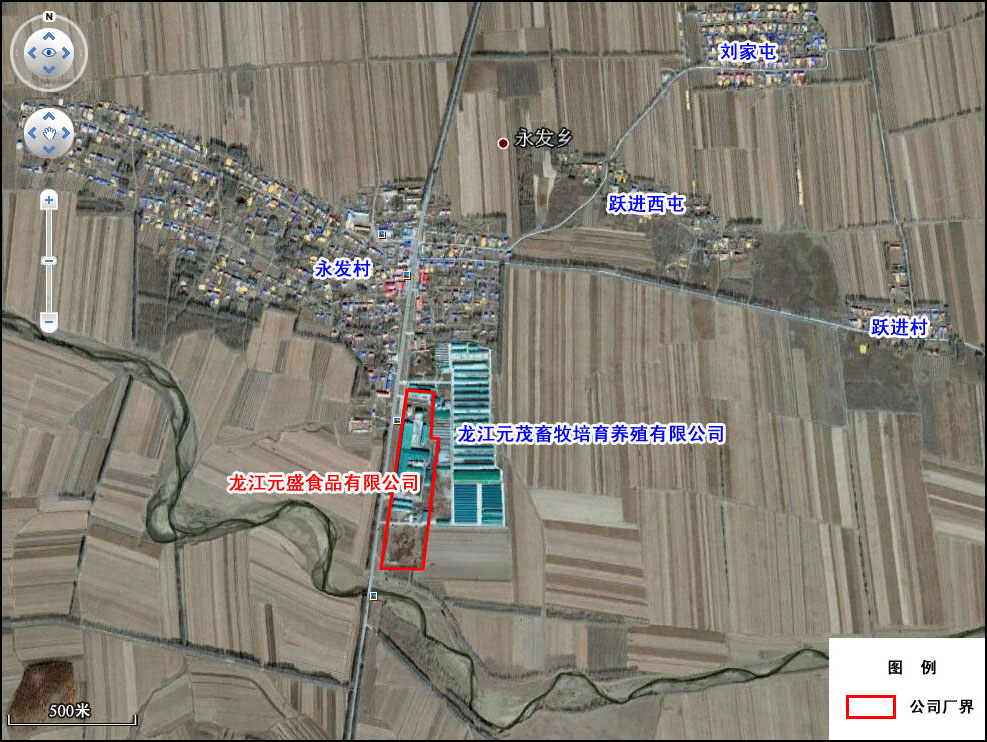 N
刘家屯
永发乡
跃进西屯
永发村
跃进村
龙江元茂畜牧培育养殖有限公司
龙江元盛食品有限公司
图 例
公司厂界
500米